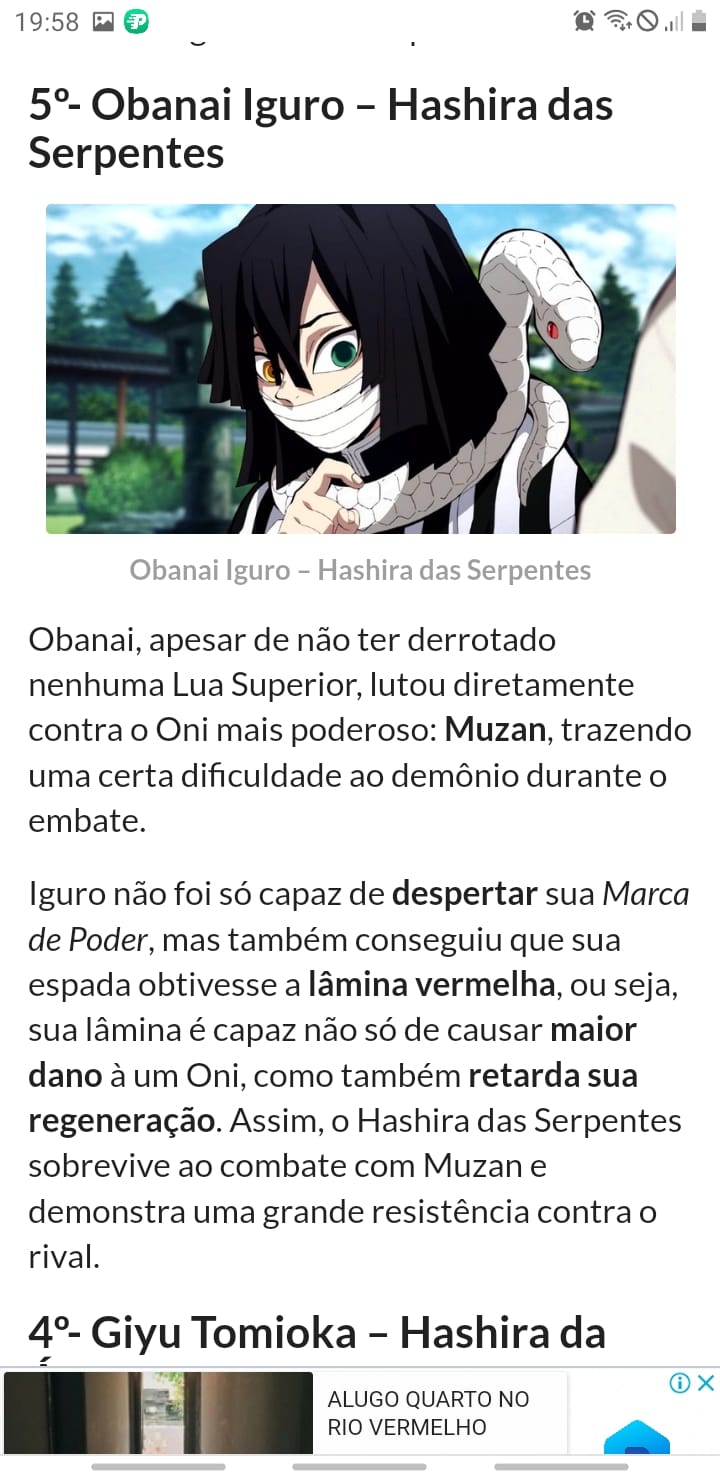 19:58
5º- Obanai Iguro – Hashira das
Serpentes
Obanai Iguro – Hashira das Serpentes
Obanai, apesar de não ter derrotado
nenhuma Lua Superior, lutou diretamente
contra o Oni mais poderoso: Muzan, trazendo
uma certa dificuldade ao demônio durante o
embate.
Iguro não foi só capaz de despertar sua Marca
de Poder, mas também conseguiu que sua
espada obtivesse a lâmina vermelha, ou seja,
sua lâmina é capaz não só de causar maior
dano à um Oni, como também retarda sua
regeneração. Assim, o Hashira das Serpentes
sobrevive ao combate com Muzan e
demonstra uma grande resistência contra o
rival.
4º- Giyu Tomioka – Hashira da
ALUGO QUARTO NO
RIO VERMELHO